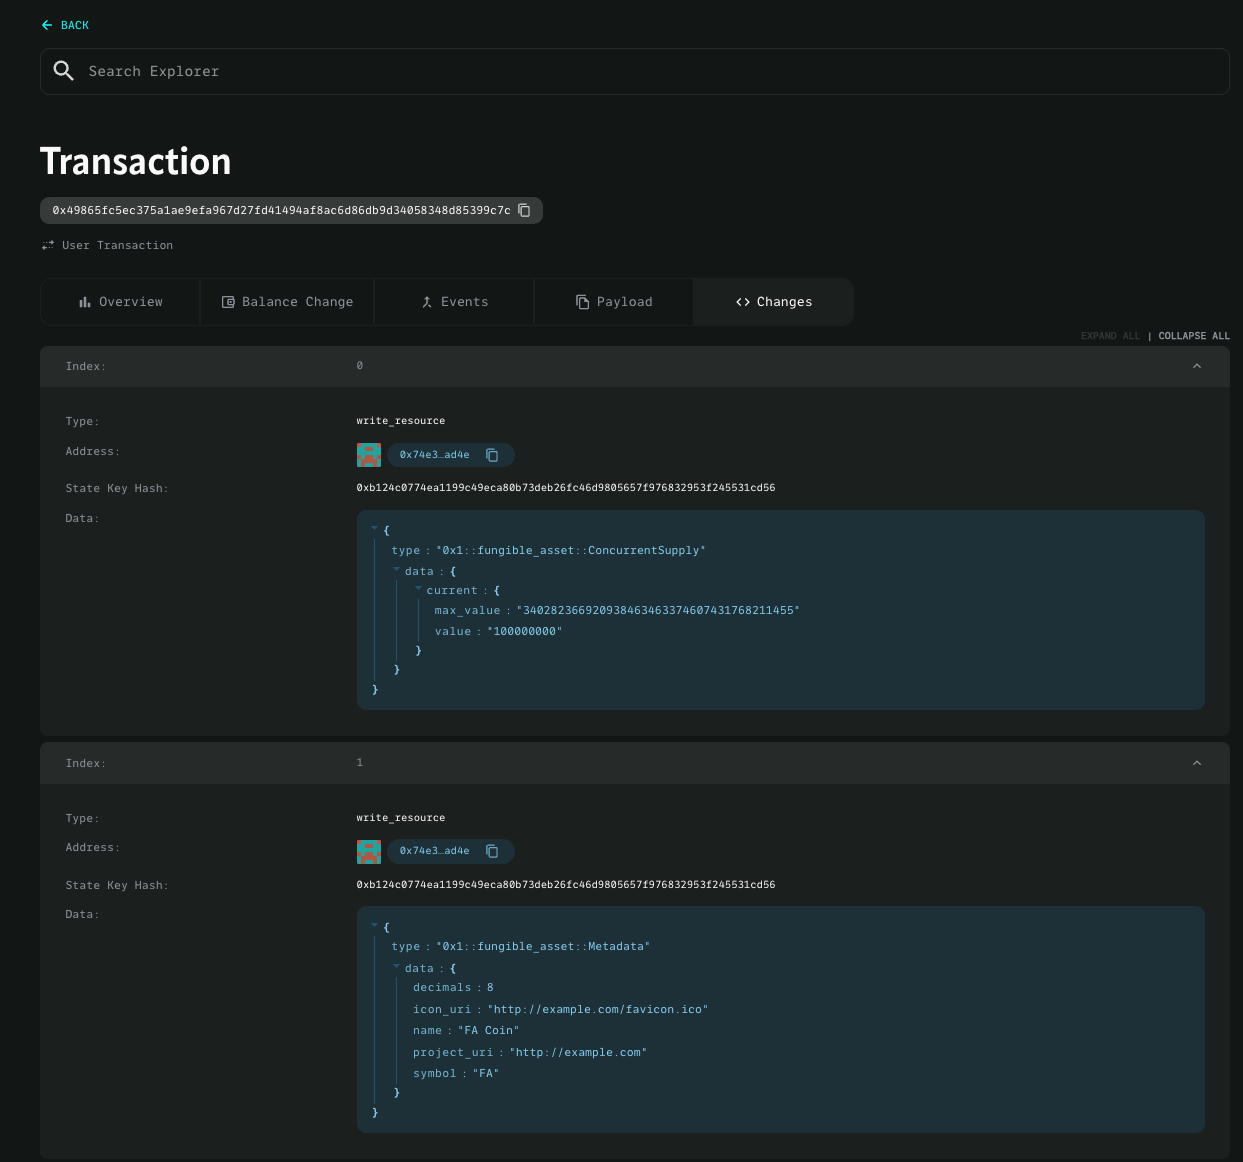 BACK
Search Explorer
Transaction
0x49865fc5ec375a1ae9efa967d27fd41494af8ac6d86db9d34058348d85399c7c
User Transaction
Overview Balance Change Events Payload Changes
EXPAND ALL | COLLAPSE ALL
Index: 0
Type: write_resource
Address: 0x74e3…ad4e
State Key Hash: 0xb124c0774ea1199c49eca80b73deb26fc46d9805657f976832953f245531cd56
Data:
{
type : "0x1::fungible_asset::ConcurrentSupply"
data : {
current : {
max_value : "340282366920938463463374607431768211455"
value : "100000000"
}
}
}
Index: 1
Type: write_resource
Address: 0x74e3…ad4e
State Key Hash: 0xb124c0774ea1199c49eca80b73deb26fc46d9805657f976832953f245531cd56
Data:
{
type : "0x1::fungible_asset::Metadata"
data : {
decimals : 8
icon_uri : "http://example.com/favicon.ico"
name : "FA Coin"
project_uri : "http://example.com"
symbol : "FA"
}
}